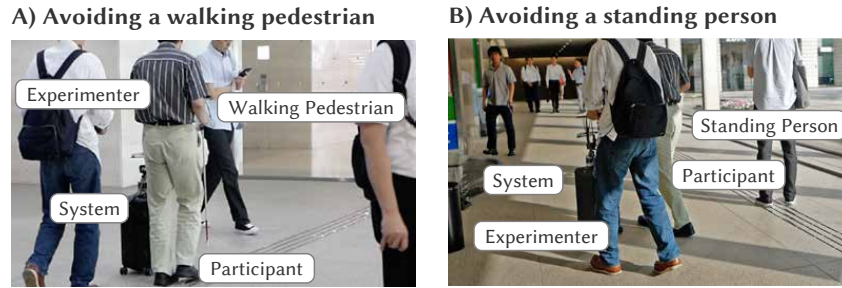 A) Avoiding a walking pedestrian
B) Avoiding a standing person
Experimenter
Walking Pedestrian
System
Participant
Standing Person
Participant
System
Experimenter